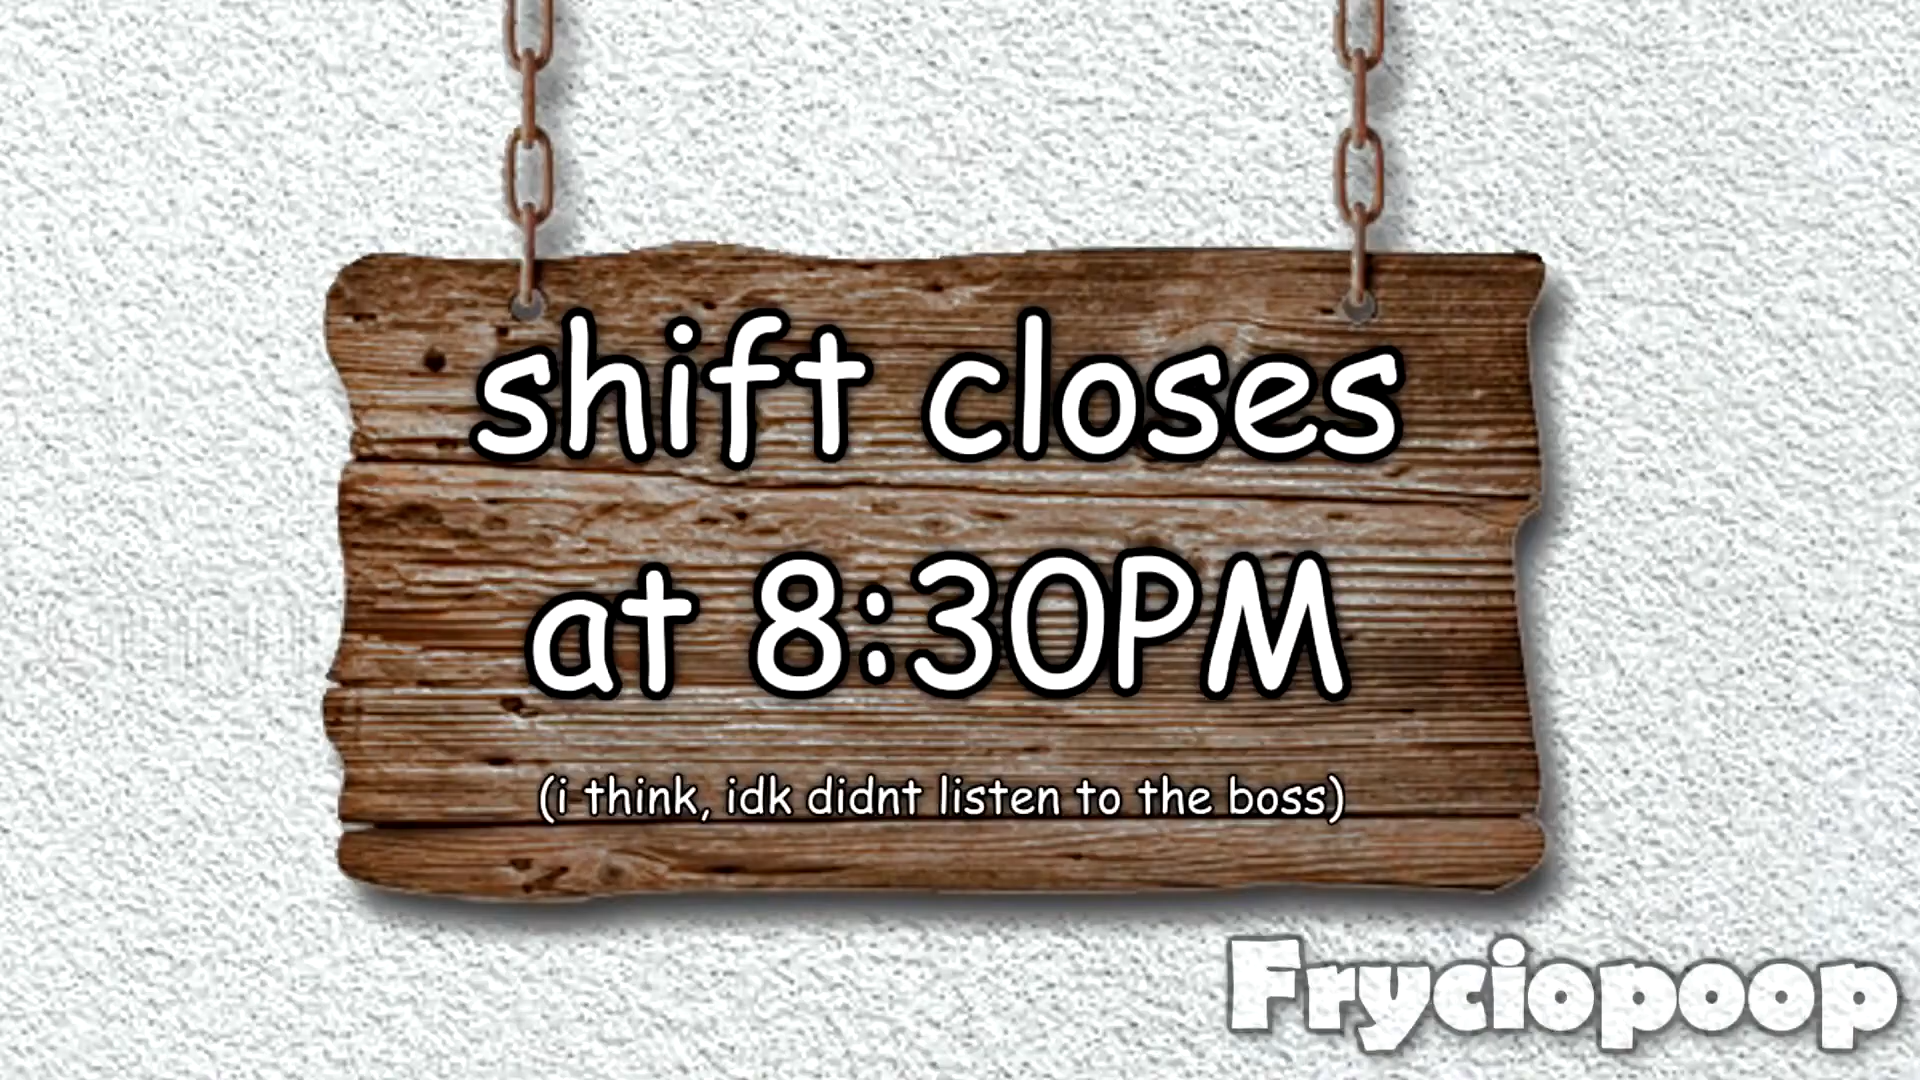 shift closes
at 8:30PM
(i think, idk didnt listen to the boss)
Fryciopoop